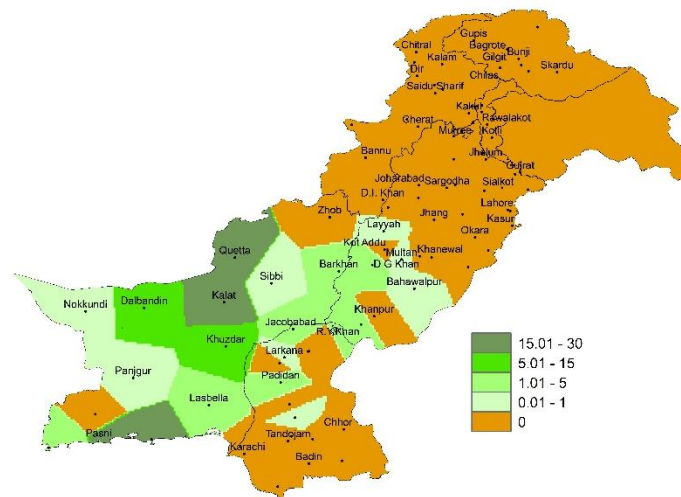 Gupis
Chitral
Bagrote
Bunji
Kalam
Gilgit
Skardu
Dir
Chilas
Saidu Sharif
Kakul
Cherat
Rawalakot
Murree
Kotli
Bannu
Jhelum
Gujrat
Joharabad
Sargodha
Sialkot
D.I. Khan
Lahore
Zhob
Jhang
Kasur
Layyah
Okara
Kot Addu
Quetta
Multan
Khanewal
Barkhan
D G Khan
Sibbi
Bahawalpur
Nokkundi
Dalbandin
Kalat
Khanpur
Jacobabad
R.Y.Khan
Khuzdar
Larkana
Panjgur
Padidan
Lasbella
Pasni
Chhor
Tandojam
Karachi
Badin
15.01 - 30
5.01 - 15
1.01 - 5
0.01 - 1
0